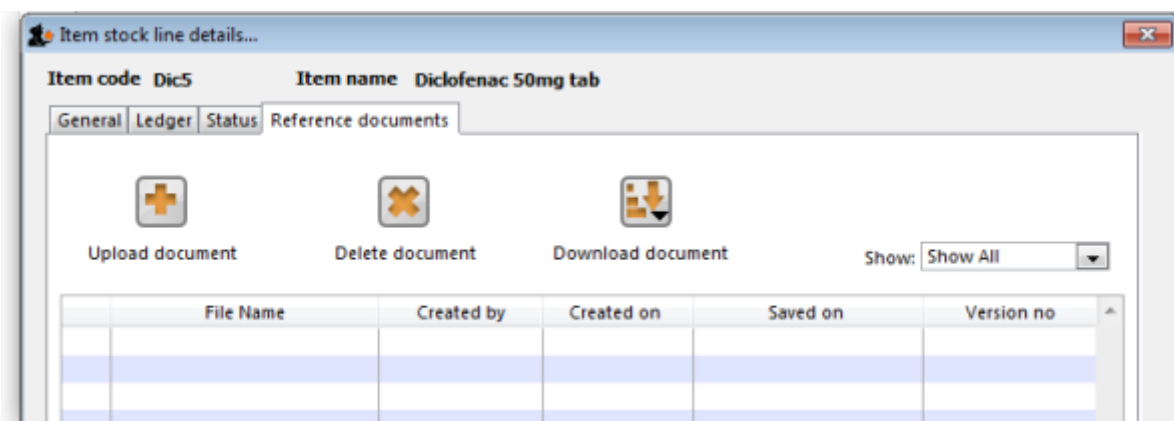 Item stock line details...
Item code Dic5 Item name Diclofenac 50mg tab
General Ledger Status Reference documents
Upload document Delete document Download document Show: Show All
File Name Created by Created on Saved on Version no